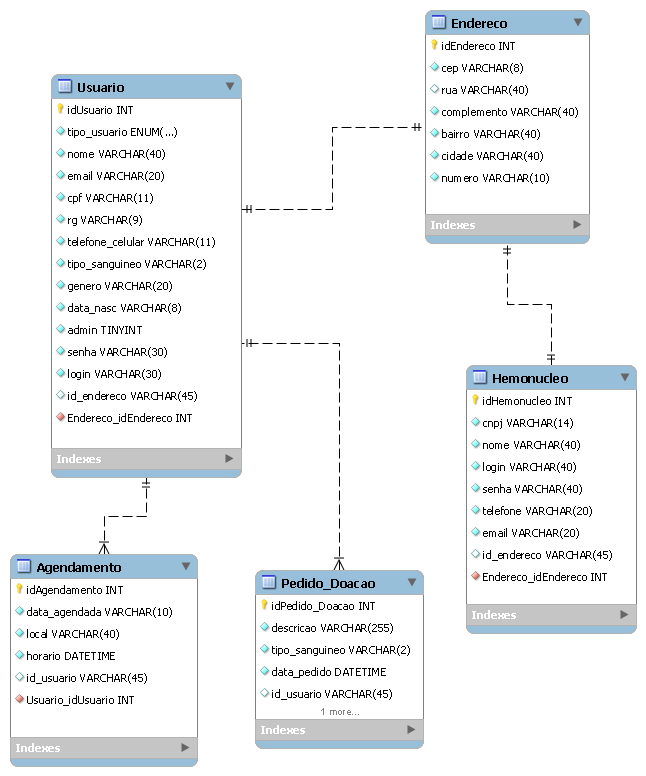 Endereco
idEndereco INT
cep VARCHAR(8)
rua VARCHAR(40)
complemento VARCHAR(40)
bairro VARCHAR(40)
cidade VARCHAR(40)
numero VARCHAR(10)
Indexes
Usuario
idUsuario INT
tipo_usuario ENUM(...)
nome VARCHAR(40)
email VARCHAR(20)
cpf VARCHAR(11)
rg VARCHAR(9)
telefone_celular VARCHAR(11)
tipo_sanguineo VARCHAR(2)
genero VARCHAR(20)
data_nasc VARCHAR(8)
admin TINYINT
senha VARCHAR(30)
login VARCHAR(30)
id_endereco VARCHAR(45)
Endereco_idEndereco INT
Indexes
Hemonucleo
idHemonucleo INT
cnpj VARCHAR(14)
nome VARCHAR(40)
login VARCHAR(40)
senha VARCHAR(40)
telefone VARCHAR(20)
email VARCHAR(20)
id_endereco VARCHAR(45)
Endereco_idEndereco INT
Indexes
Agendamento
idAgendamento INT
data_agendada VARCHAR(10)
local VARCHAR(40)
horario DATETIME
id_usuario VARCHAR(45)
Usuario_idUsuario INT
Indexes
Pedido_Doacao
idPedido_Doacao INT
descricao VARCHAR(255)
tipo_sanguineo VARCHAR(2)
data_pedido DATETIME
id_usuario VARCHAR(45)
1 more...
Indexes